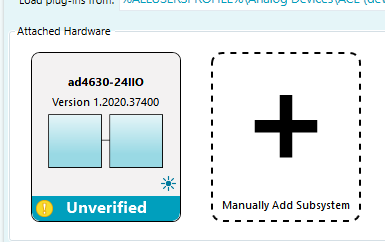 Load plug-ins from:
Attached Hardware
ad4630-24IIO
Version 1.2020.37400
Unverified
Manually Add Subsystem